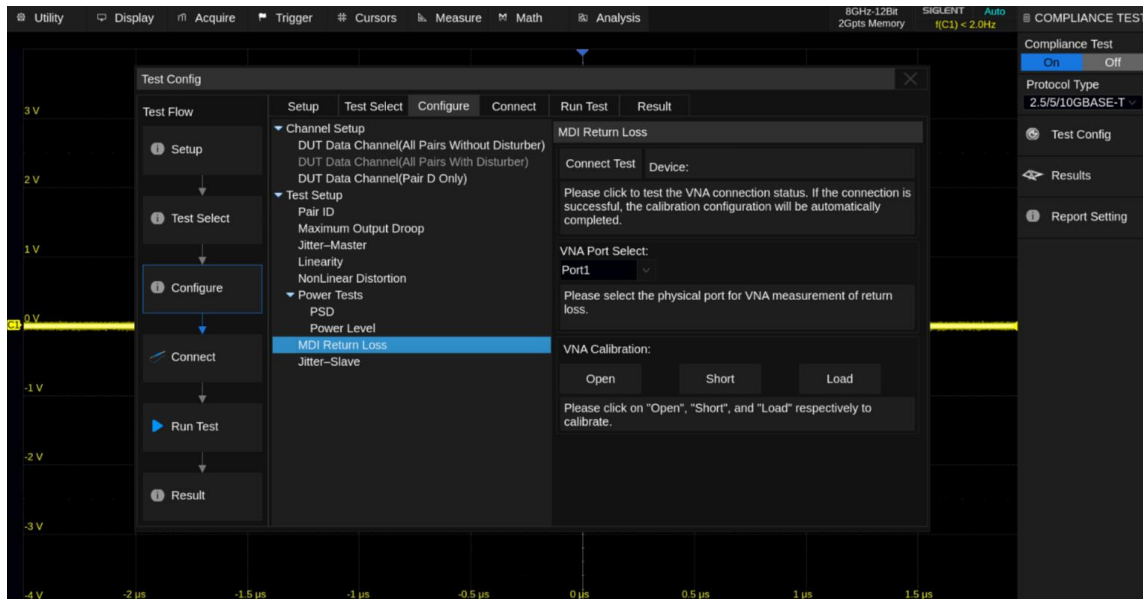 Utility Display Acquire Trigger Cursors Measure Math Analysis
8GHz-12Bit
2Gpts Memory
SIGLENT Auto
f(C1) < 2.0Hz
COMPLIANCE TEST
Compliance Test
On Off
Protocol Type
2.5/5/10GBASE-T
Test Config
Results
Report Setting
Test Config
Test Flow
Setup
Test Select
Configure
Connect
Run Test
Result
Setup Test Select Configure Connect Run Test Result
Channel Setup
DUT Data Channel(All Pairs Without Disturber)
DUT Data Channel(All Pairs With Disturber)
DUT Data Channel(Pair D Only)
Test Setup
Pair ID
Maximum Output Droop
Jitter–Master
Linearity
NonLinear Distortion
Power Tests
PSD
Power Level
MDI Return Loss
Jitter–Slave
MDI Return Loss
Connect Test Device:
Please click to test the VNA connection status. If the connection is
successful, the calibration configuration will be automatically
completed.
VNA Port Select:
Port1
Please select the physical port for VNA measurement of return
loss.
VNA Calibration:
Open Short Load
Please click on "Open", "Short", and "Load" respectively to
calibrate.
3 V
2 V
1 V
0 V
C1
-1 V
-2 V
-3 V
-4 V
-2 µs -1.5 µs -1 µs -0.5 µs 0 µs 0.5 µs 1 µs 1.5 µs